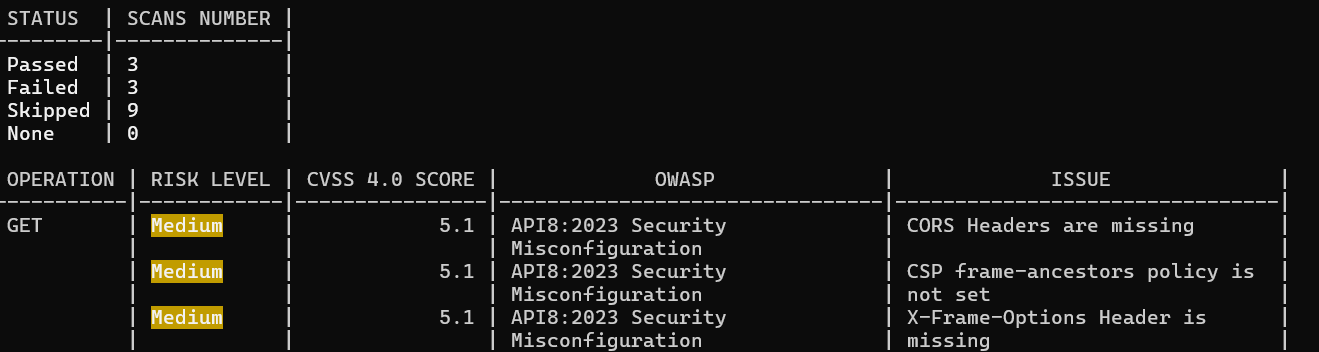 STATUS | SCANS NUMBER |
---------|--------------|
Passed | 3 |
Failed | 3 |
Skipped | 9 |
None | 0 |
OPERATION | RISK LEVEL | CVSS 4.0 SCORE | OWASP | ISSUE |
-----------|------------|----------------|--------------------------------|--------------------------------|
GET | Medium | 5.1 | API8:2023 Security | CORS Headers are missing |
| | | Misconfiguration | |
| Medium | 5.1 | API8:2023 Security | CSP frame-ancestors policy is |
| | | Misconfiguration | not set |
| Medium | 5.1 | API8:2023 Security | X-Frame-Options Header is |
| | | Misconfiguration | missing |